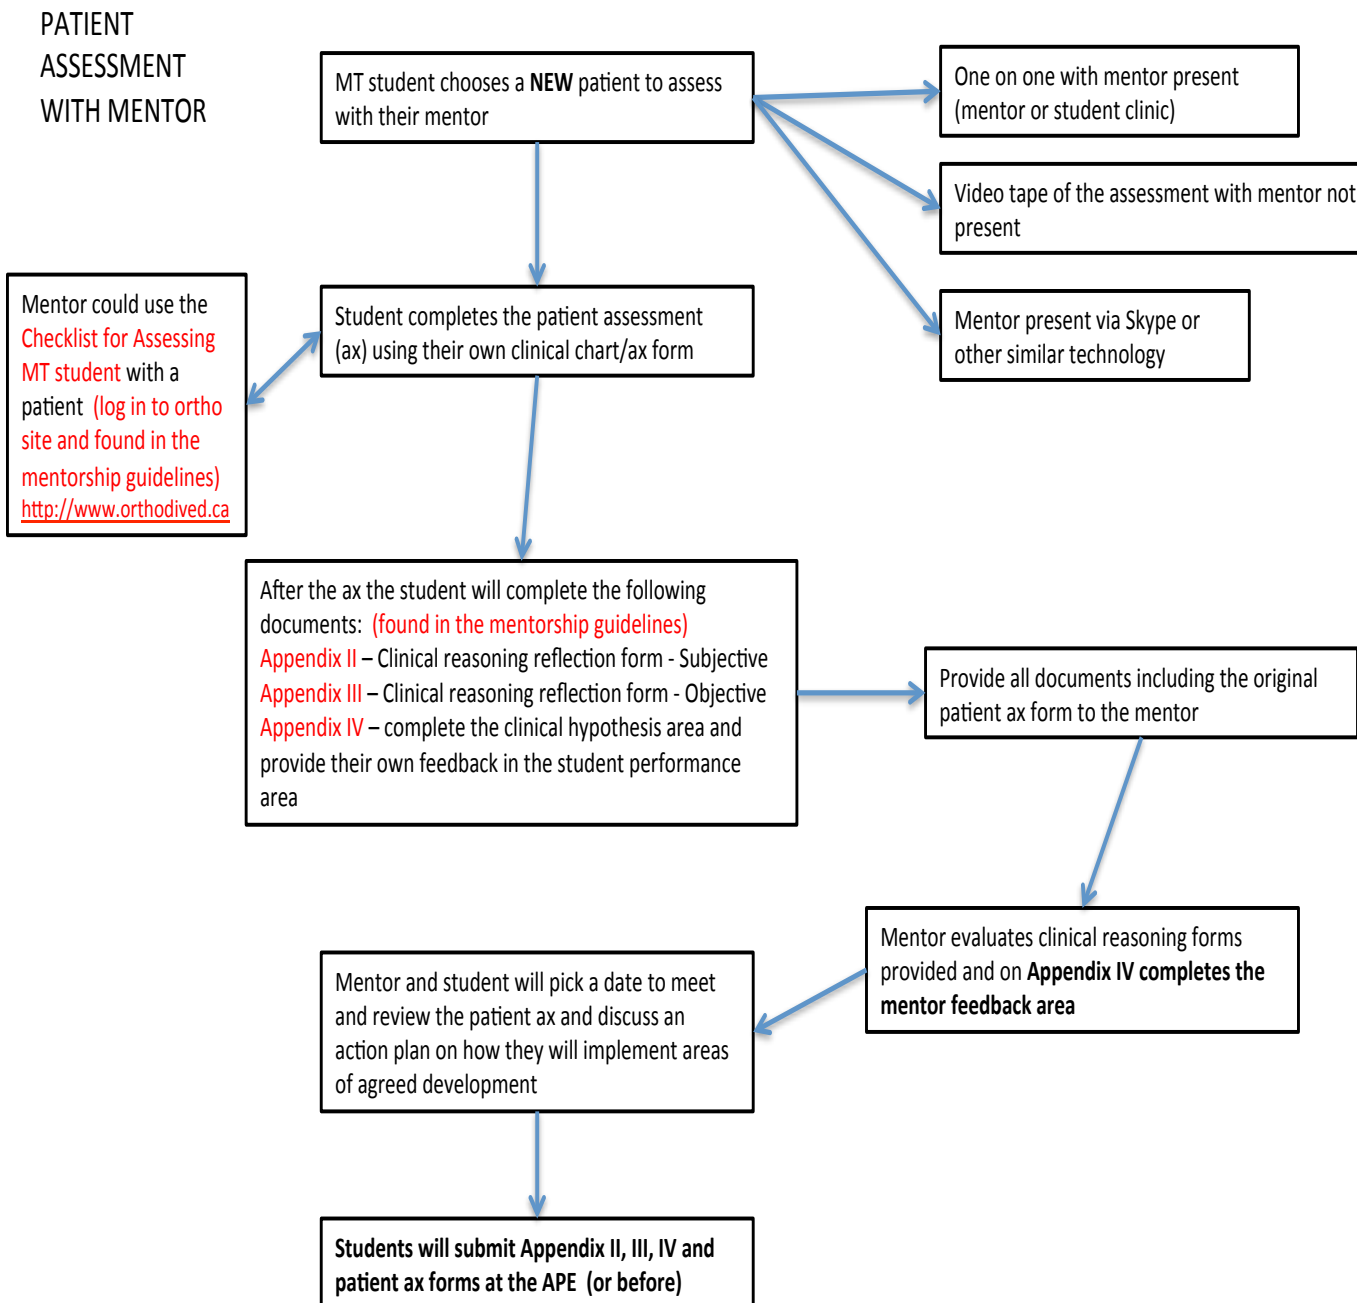 PATIENT
ASSESSMENT
WITH MENTOR
MT student chooses a NEW patient to assess
with their mentor
One on one with mentor present
(mentor or student clinic)
Video tape of the assessment with mentor not
present
Mentor present via Skype or
other similar technology
Mentor could use the
Checklist for Assessing
MT student with a
patient (log in to ortho
site and found in the
mentorship guidelines)
http://www.orthodived.ca
Student completes the patient assessment
(ax) using their own clinical chart/ax form
After the ax the student will complete the following
documents: (found in the mentorship guidelines)
Appendix II – Clinical reasoning reflection form - Subjective
Appendix III – Clinical reasoning reflection form - Objective
Appendix IV – complete the clinical hypothesis area and
provide their own feedback in the student performance
area
Provide all documents including the original
patient ax form to the mentor
Mentor evaluates clinical reasoning forms
provided and on Appendix IV completes the
mentor feedback area
Mentor and student will pick a date to meet
and review the patient ax and discuss an
action plan on how they will implement areas
of agreed development
Students will submit Appendix II, III, IV and
patient ax forms at the APE (or before)